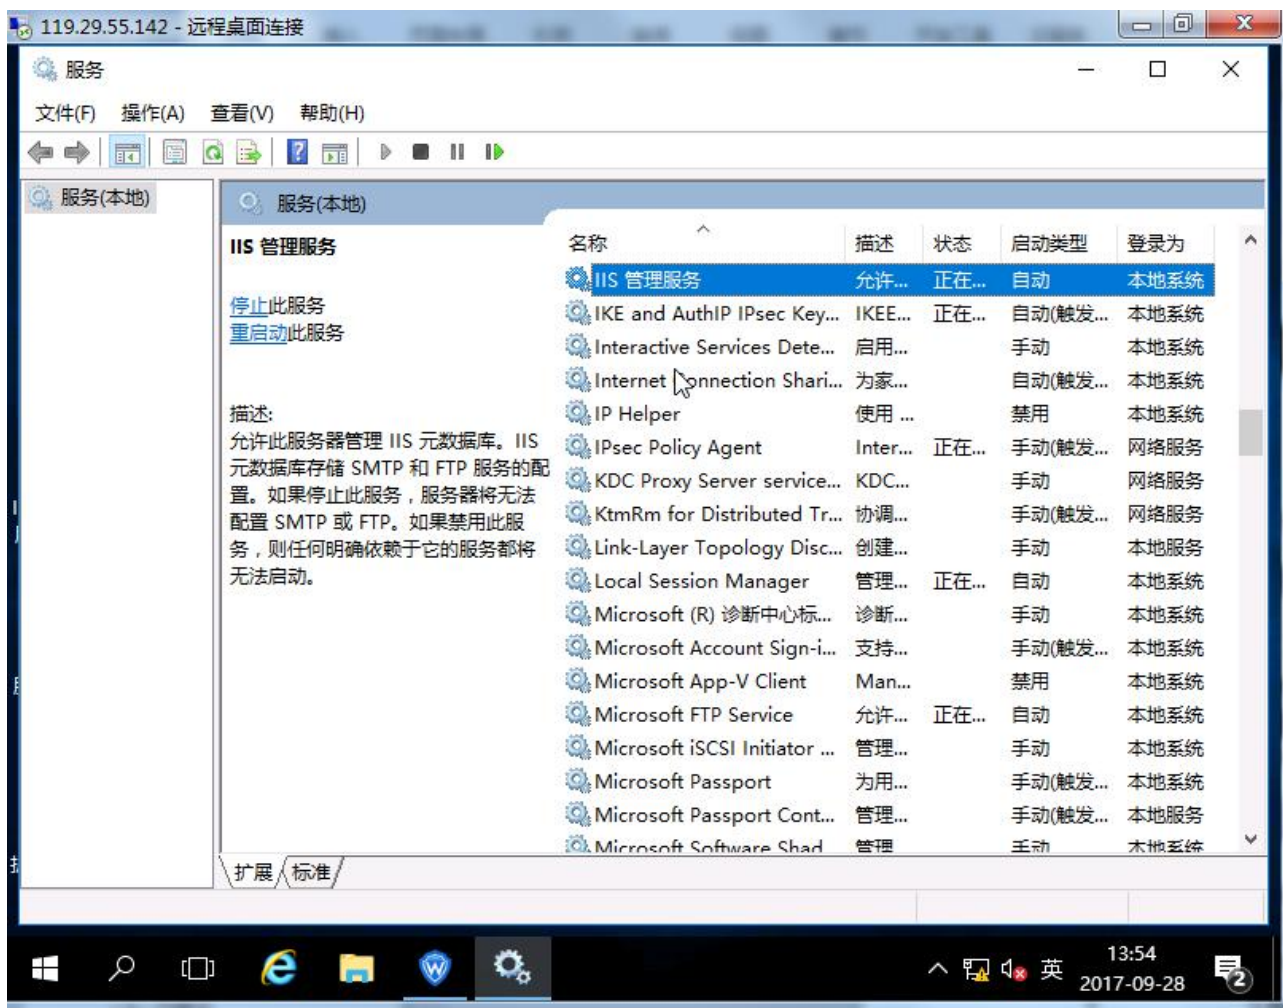 119.29.55.142 - 远程桌面连接
服务
文件(F) 操作(A) 查看(V) 帮助(H)
服务(本地)
服务(本地)
IIS 管理服务
停止此服务
重启动此服务
描述:
允许此服务器管理 IIS 元数据库。IIS
元数据库存储 SMTP 和 FTP 服务的配
置。如果停止此服务，服务器将无法
配置 SMTP 或 FTP。如果禁用此服
务，则任何明确依赖于它的服务都将
无法启动。
名称 描述 状态 启动类型 登录为
IIS 管理服务 允许... 正在... 自动 本地系统
IKE and AuthIP IPsec Key... IKEE... 正在... 自动(触发... 本地系统
Interactive Services Dete... 启用... 手动 本地系统
Internet Connection Shari... 为家... 自动(触发... 本地系统
IP Helper 使用 ... 禁用 本地系统
IPsec Policy Agent Inter... 正在... 手动(触发... 网络服务
KDC Proxy Server service... KDC... 手动 网络服务
KtmRm for Distributed Tr... 协调... 手动(触发... 网络服务
Link-Layer Topology Disc... 创建... 手动 本地服务
Local Session Manager 管理... 正在... 自动 本地系统
Microsoft (R) 诊断中心标... 诊断... 手动 本地系统
Microsoft Account Sign-i... 支持... 手动(触发... 本地系统
Microsoft App-V Client Man... 禁用 本地系统
Microsoft FTP Service 允许... 正在... 自动 本地系统
Microsoft iSCSI Initiator ... 管理... 手动 本地系统
Microsoft Passport 为用... 手动(触发... 本地系统
Microsoft Passport Cont... 管理... 手动(触发... 本地服务
Microsoft Software Shad 管理 手动 本地系统
扩展 标准
英
13:54
2017-09-28
2